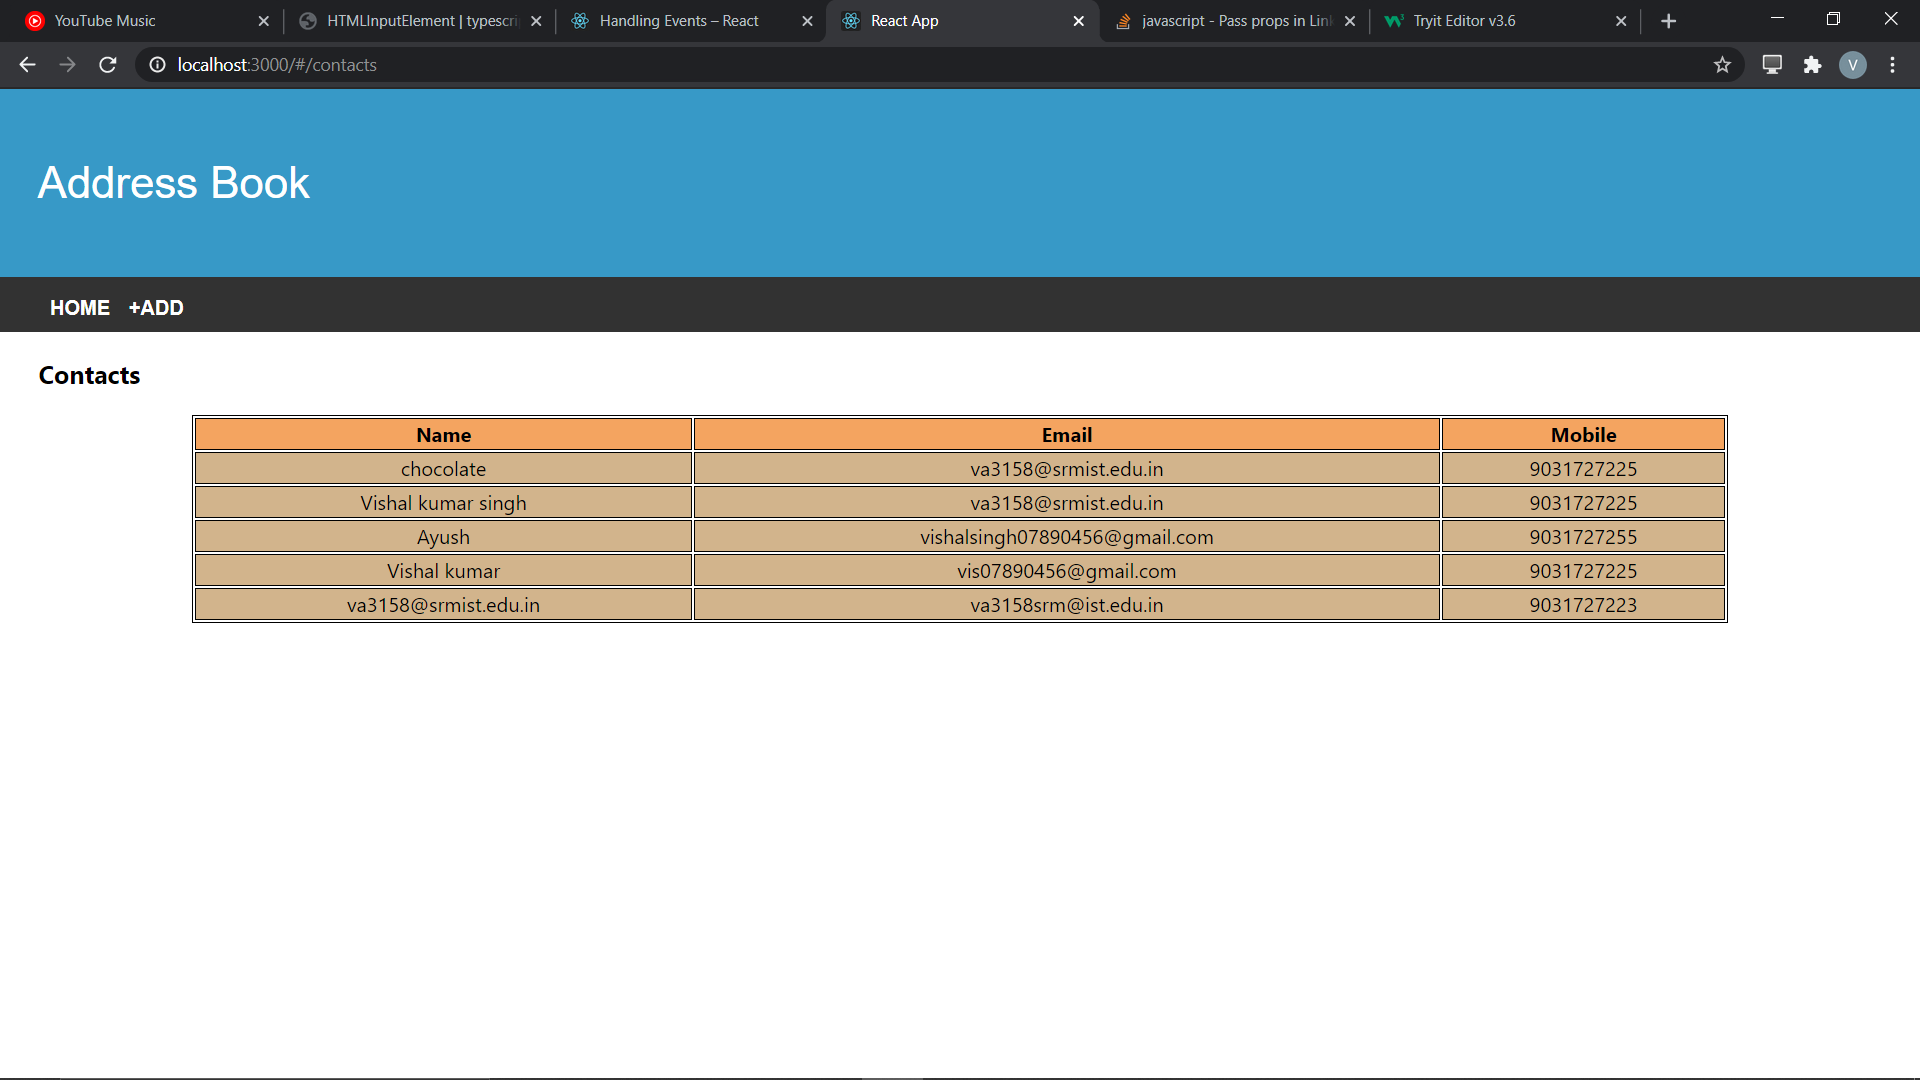 YouTube Music
HTMLInputElement | typescri
Handling Events – React
React App
javascript - Pass props in Link
Tryit Editor v3.6
localhost:3000/#/contacts
V
Address Book
HOME +ADD
Contacts
Name Email Mobile
chocolate va3158@srmist.edu.in 9031727225
Vishal kumar singh va3158@srmist.edu.in 9031727225
Ayush vishalsingh07890456@gmail.com 9031727255
Vishal kumar vis07890456@gmail.com 9031727225
va3158@srmist.edu.in va3158srm@ist.edu.in 9031727223